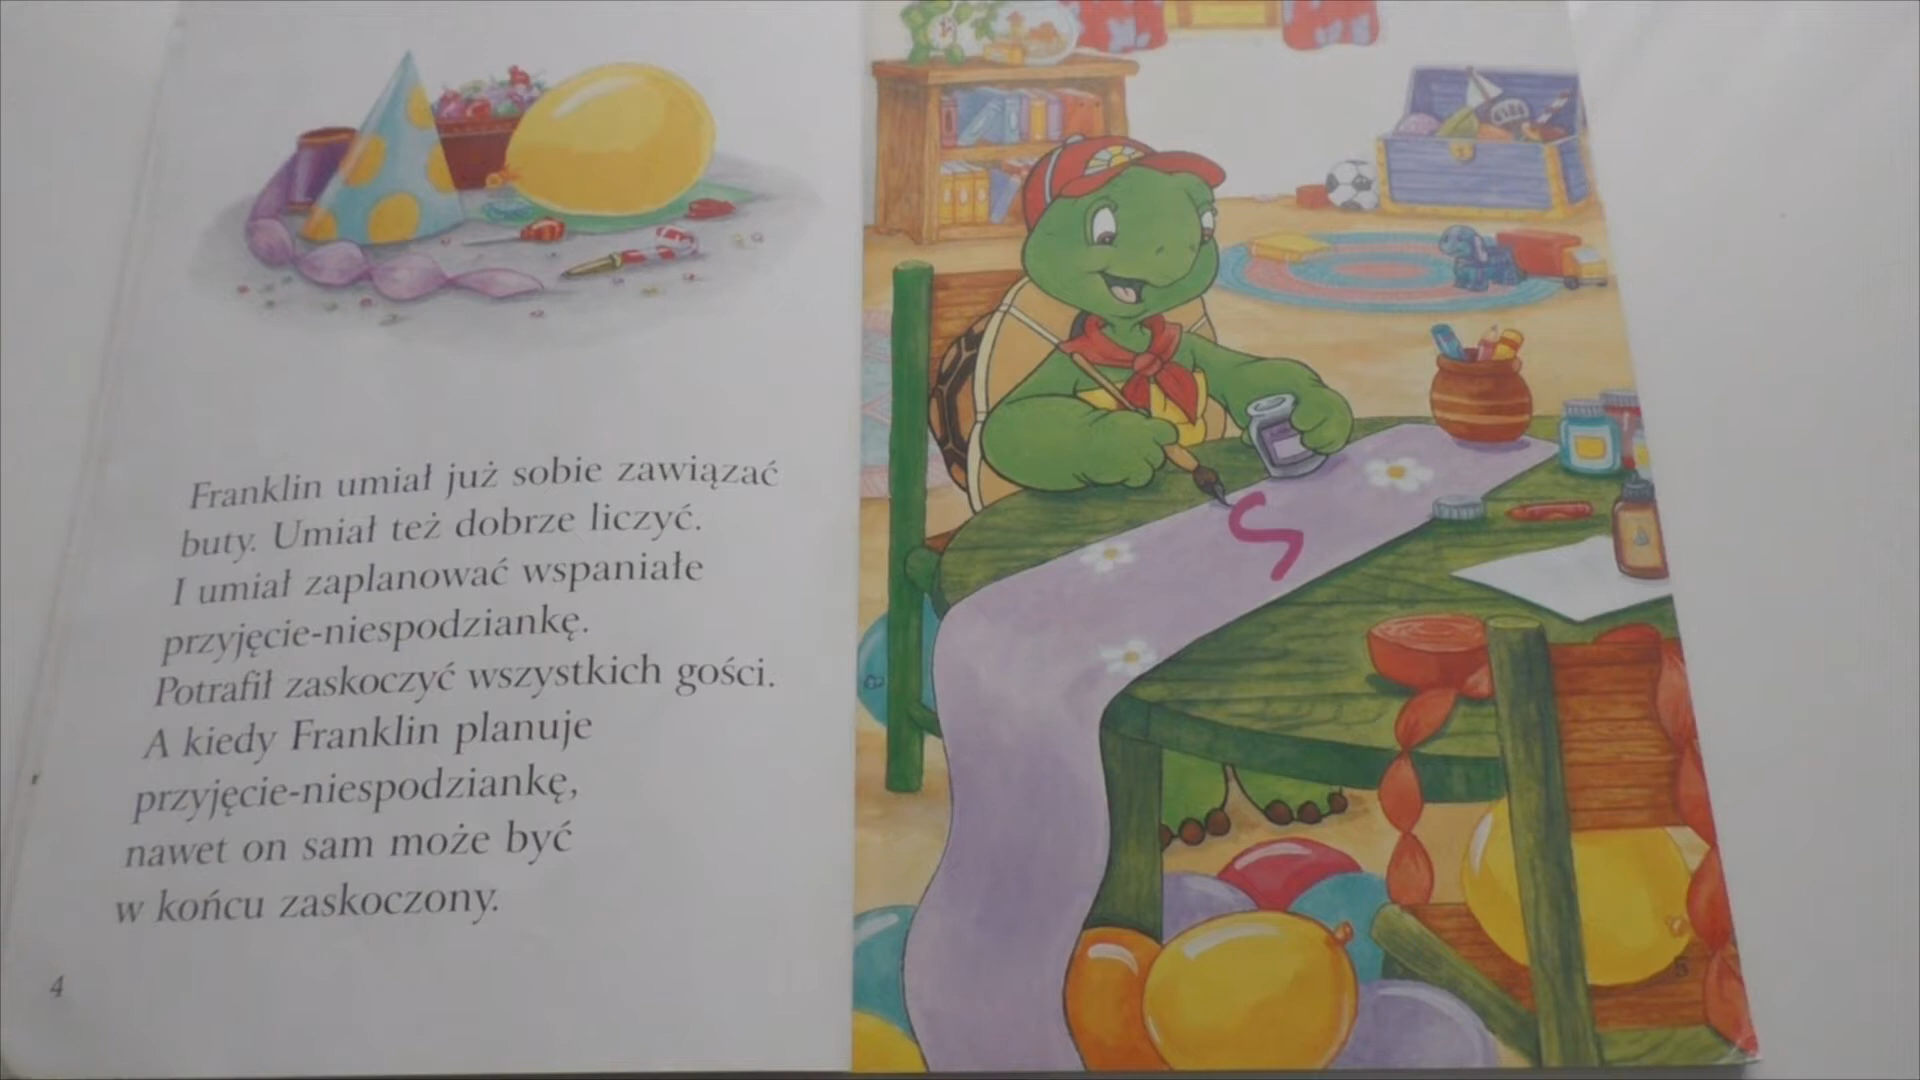 Franklin umiał już sobie zawiązać
buty. Umiał też dobrze liczyć.
I umiał zaplanować wspaniałe
przyjęcie-niespodziankę.
Potrafił zaskoczyć wszystkich gości.
A kiedy Franklin planuje
przyjęcie-niespodziankę,
nawet on sam może być
w końcu zaskoczony.
4
S
5